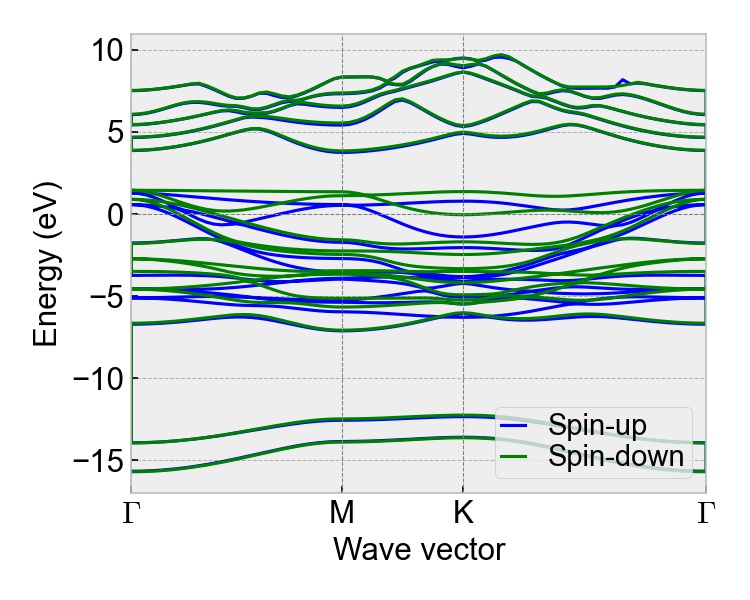 10
5
0
−5
−10
−15
Energy (eV)
Spin-up
Spin-down
Γ M K Γ
Wave vector